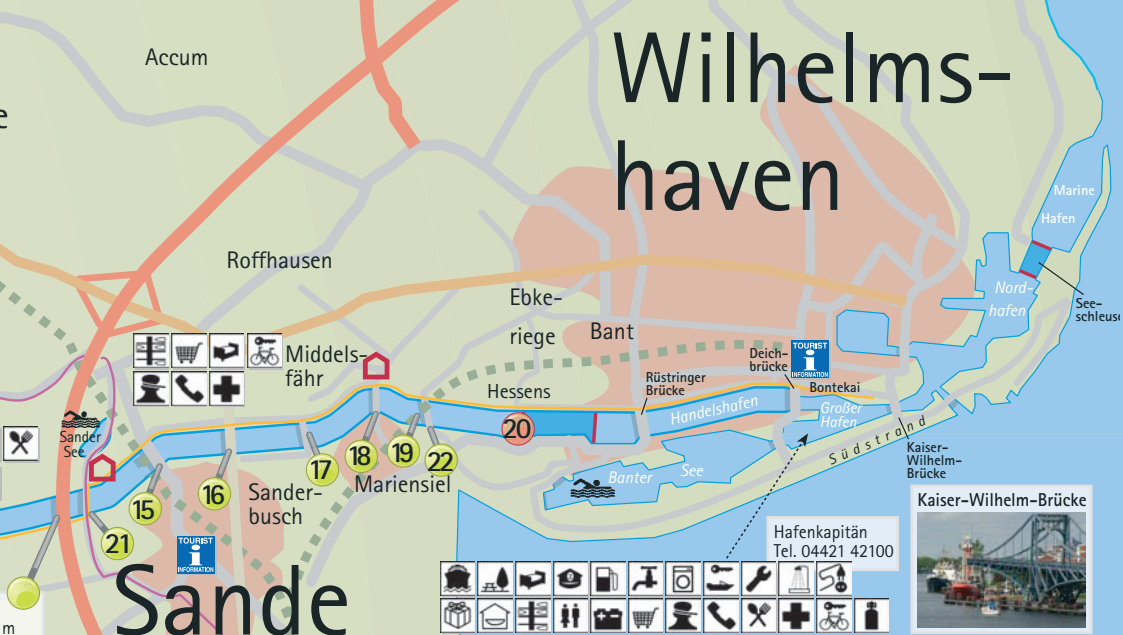 Wilhelms-
haven
Accum
e
Marine
Hafen
Roffhausen
Nord-
hafen
See-
schleuse
Ebke-
riege
Bant
Middels-
fähr
Deich-
brücke
TOURIST
i
INFORMATION
Rüstringer
Brücke
Hessens
Bontekai
Handelshafen
Großer
Hafen
Südstrand
Sander
See
20
Kaiser-
Wilhelm-
Brücke
17
18
19
22
Mariensiel
Banter See
15
16
Sander-
busch
21
TOURIST
i
INFORMATION
Sande
Hafenkapitän
Tel. 04421 42100
Kaiser-Wilhelm-Brücke
m